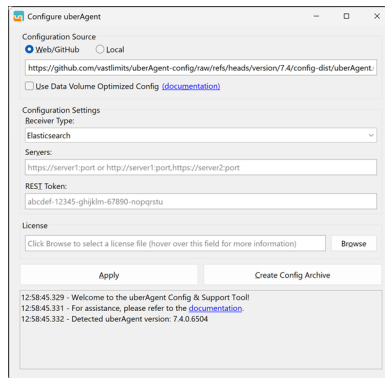 Configure uberAgent
Configuration Source
Web/GitHub Local
https://github.com/vastlimits/uberAgent-config/raw/refs/heads/version/7.4/config-dist/uberAgent.
Use Data Volume Optimized Config (documentation)
Configuration Settings
Receiver Type:
Elasticsearch
Servers:
https://server1:port or http://server1:port,https://server2:port
REST Token:
abcdef-12345-ghijklm-67890-nopqrstu
License
Click Browse to select a license file (hover over this field for more information) Browse
Apply Create Config Archive
12:58:45.329 - Welcome to the uberAgent Config & Support Tool!
12:58:45.331 - For assistance, please refer to the documentation.
12:58:45.332 - Detected uberAgent version: 7.4.0.6504